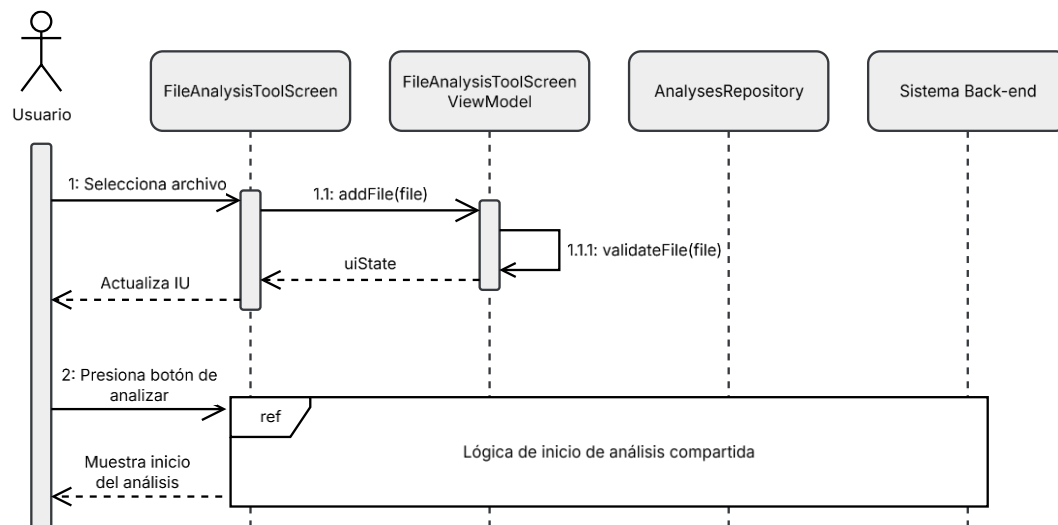 Usuario
FileAnalysisToolScreen
FileAnalysisToolScreen
ViewModel
AnalysesRepository
Sistema Back-end
1: Selecciona archivo
1.1: addFile(file)
1.1.1: validateFile(file)
uiState
Actualiza IU
2: Presiona botón de
analizar
ref
Lógica de inicio de análisis compartida
Muestra inicio
del análisis